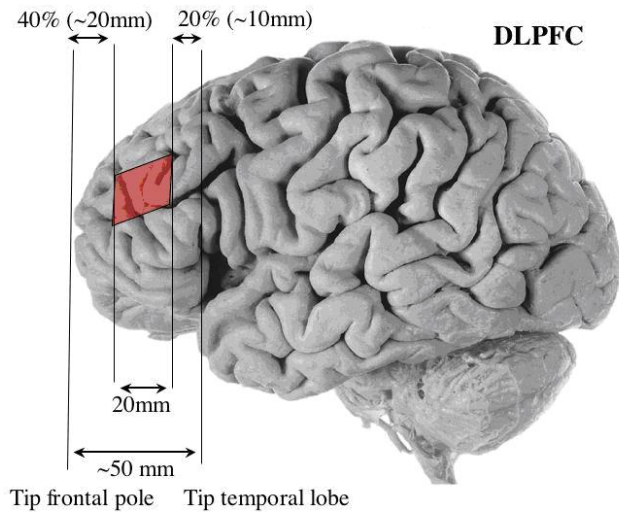 40% (~20mm) 20% (~10mm)
DLPFC
20mm
~50 mm
Tip frontal pole Tip temporal lobe